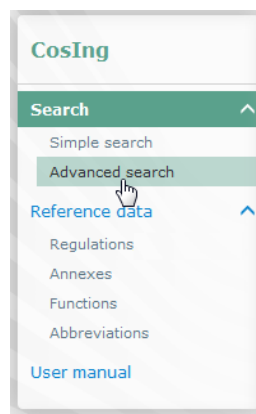 CosIng
Search
Simple search
Advanced search
Reference data
Regulations
Annexes
Functions
Abbreviations
User manual